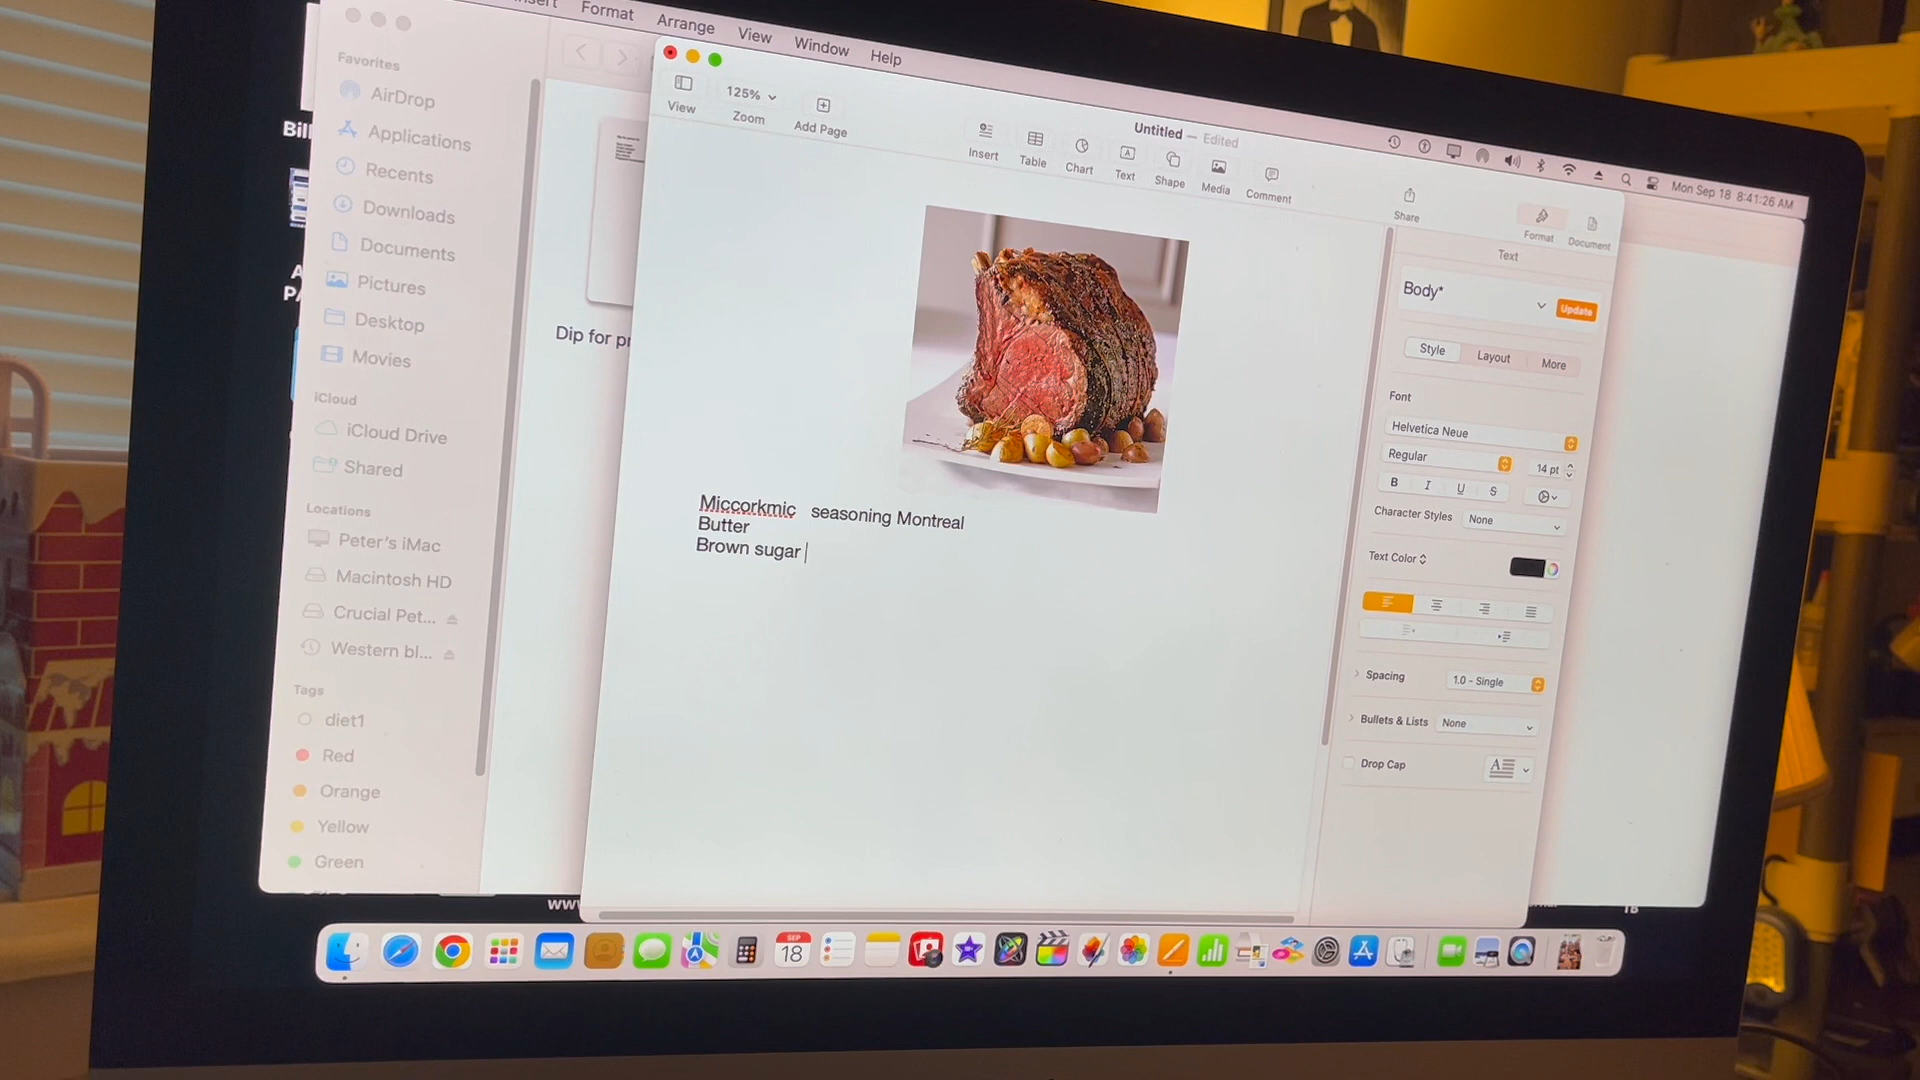 Format
Arrange
View
Window
Help
Mon Sep 18 8:41:26 AM
Favorites
AirDrop
Applications
Recents
Downloads
Documents
Pictures
Desktop
Movies
iCloud
iCloud Drive
Shared
Locations
Peter's iMac
Macintosh HD
Crucial Pet...
Western bl...
Tags
diet1
Red
Orange
Yellow
Green
Dip for
View
125%
Zoom
Add Page
Untitled — Edited
Insert
Table
Chart
Text
Shape
Media
Comment
Share
Format
Document
Miccorkmic seasoning Montreal
Butter
Brown sugar
Text
Body*
Update
Style
Layout
More
Font
Helvetica Neue
Regular
14 pt
B I U S
Character Styles
None
Text Color
Spacing
1.0 - Single
Bullets & Lists
None
Drop Cap
A
SEP
18